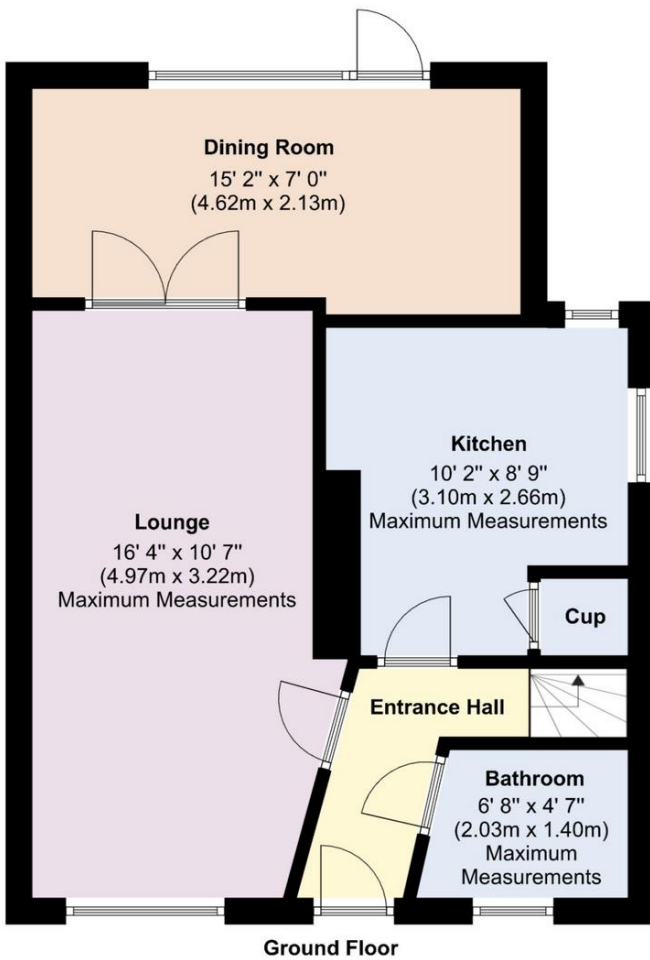 Dining Room
15' 2" x 7' 0"
(4.62m x 2.13m)
Kitchen
10' 2" x 8' 9"
(3.10m x 2.66m)
Maximum Measurements
Lounge
16' 4" x 10' 7"
(4.97m x 3.22m)
Maximum Measurements
Cup
Entrance Hall
Bathroom
6' 8" x 4' 7"
(2.03m x 1.40m)
Maximum
Measurements
Ground Floor